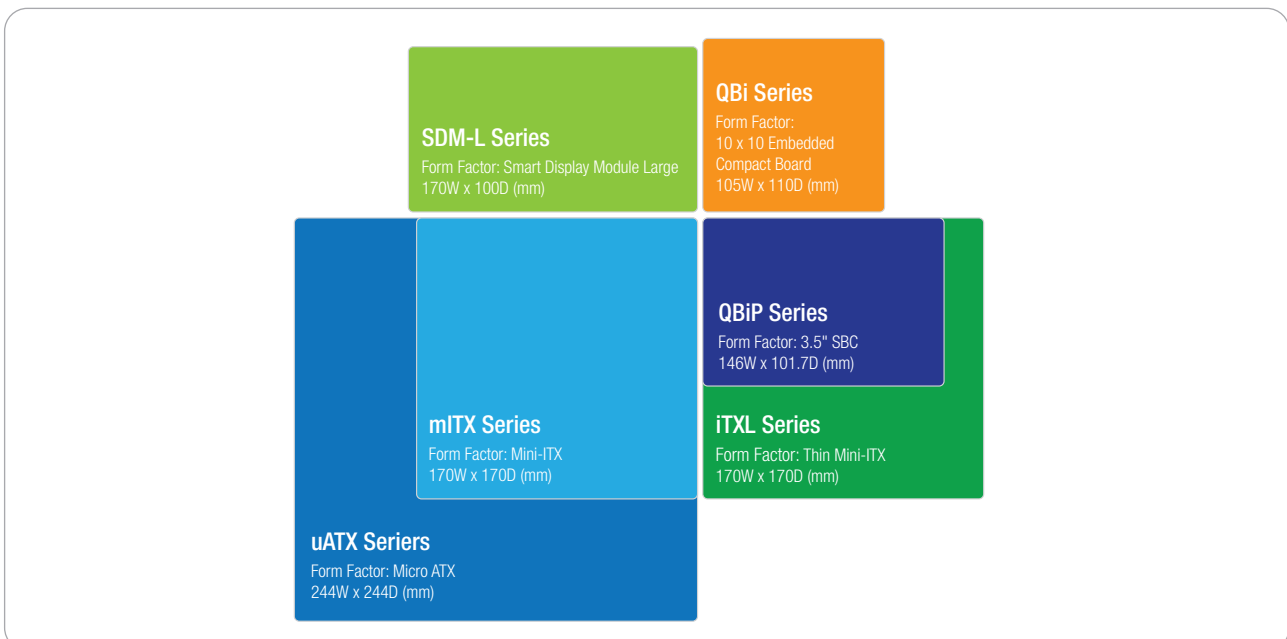 SDM-L Series
Form Factor: Smart Display Module Large
170W x 100D (mm)
QBi Series
Form Factor:
10 x 10 Embedded
Compact Board
105W x 110D (mm)
mITX Series
Form Factor: Mini-ITX
170W x 170D (mm)
QBiP Series
Form Factor: 3.5" SBC
146W x 101.7D (mm)
iTXL Series
Form Factor: Thin Mini-ITX
170W x 170D (mm)
uATX Seriers
Form Factor: Micro ATX
244W x 244D (mm)